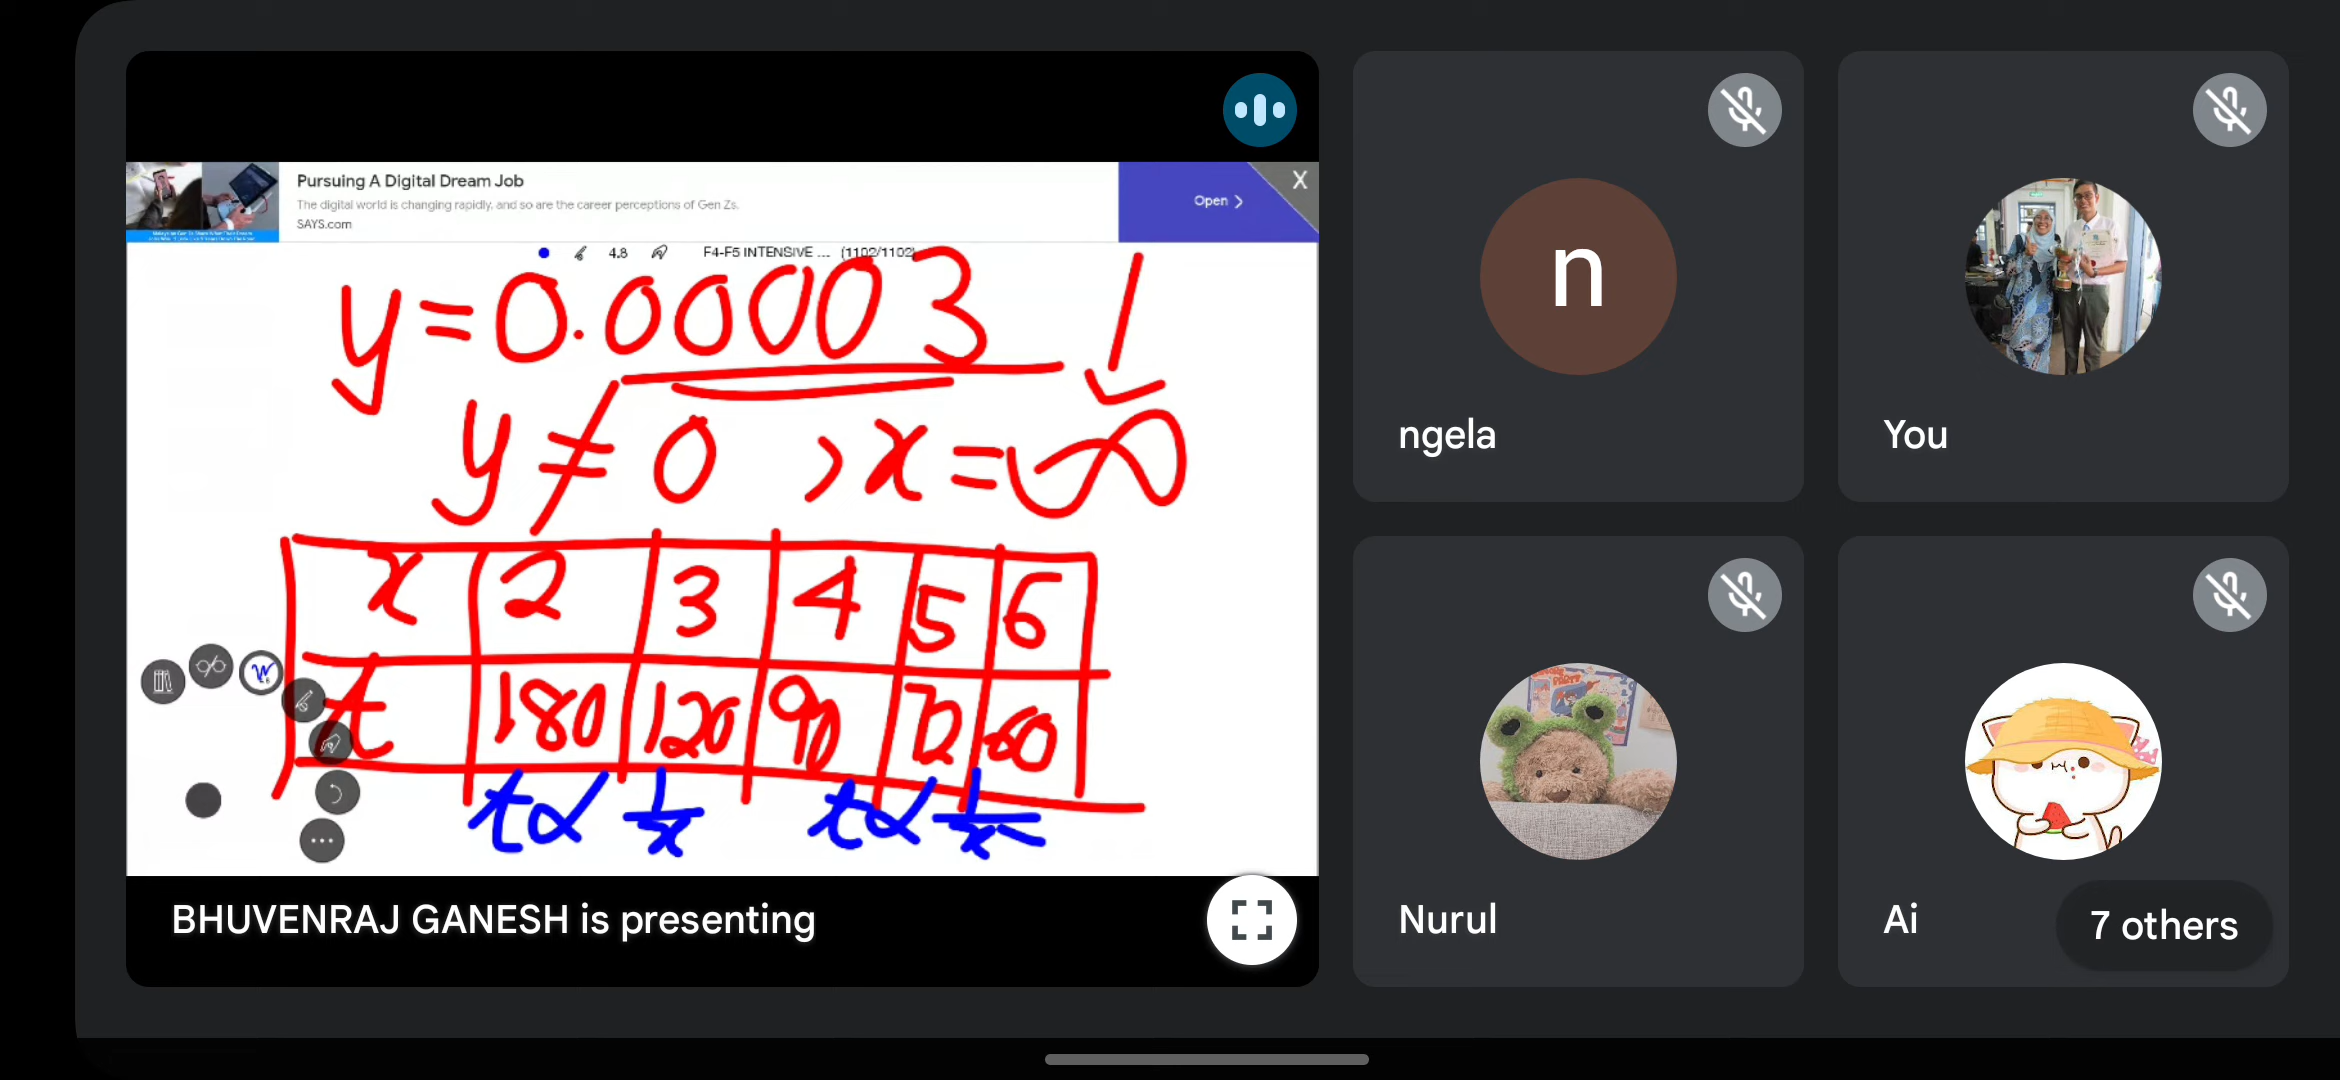 Pursuing A Digital Dream Job
The digital world is changing rapidly, and so are the career perceptions of Gen Zs.
SAYS.com
Open >
X
4.8 F4-F5 INTENSIVE ... (1102/1102)
y=0.00003
y≠0 , x=∞
x 2 3 4 5 6
t 180 120 90 72 60
t∝1/x t∝1/x
BHUVENRAJ GANESH is presenting
n
ngela
You
Nurul
Ai
7 others